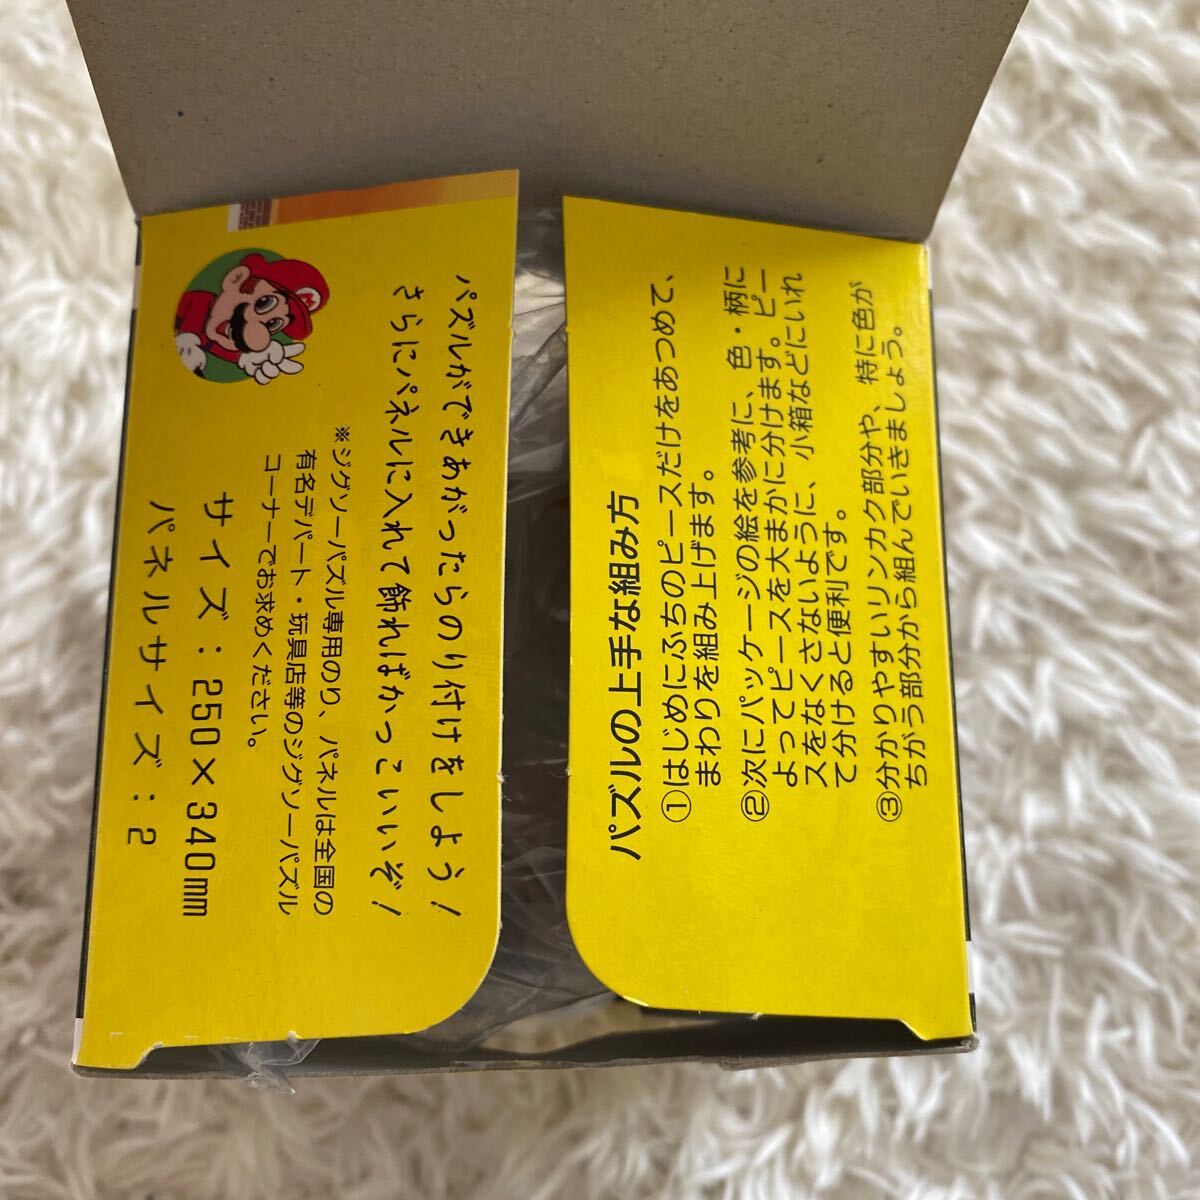 パズルができあがったらのり付けをしよう!
さらにパネルに入れて飾ればかっこいいぞ!
※ジグソーパズル専用のり、パネルは全国の
有名デパート・玩具店等のジグソーパズル
コーナーでお求めください。
サイズ:250×340mm
パネルサイズ:2
パズルの上手な組み方
①はじめにふちのピースだけをあつめて、
まわりを組み上げます。
②次にパッケージの絵を参考に、色・柄に
よってピースを大まかに分けます。ピー
スをなくさないように、小箱などにいれ
て分けると便利です。
③分かりやすいリンカク部分や、特に色が
ちがう部分から組んでいきましょう。
M